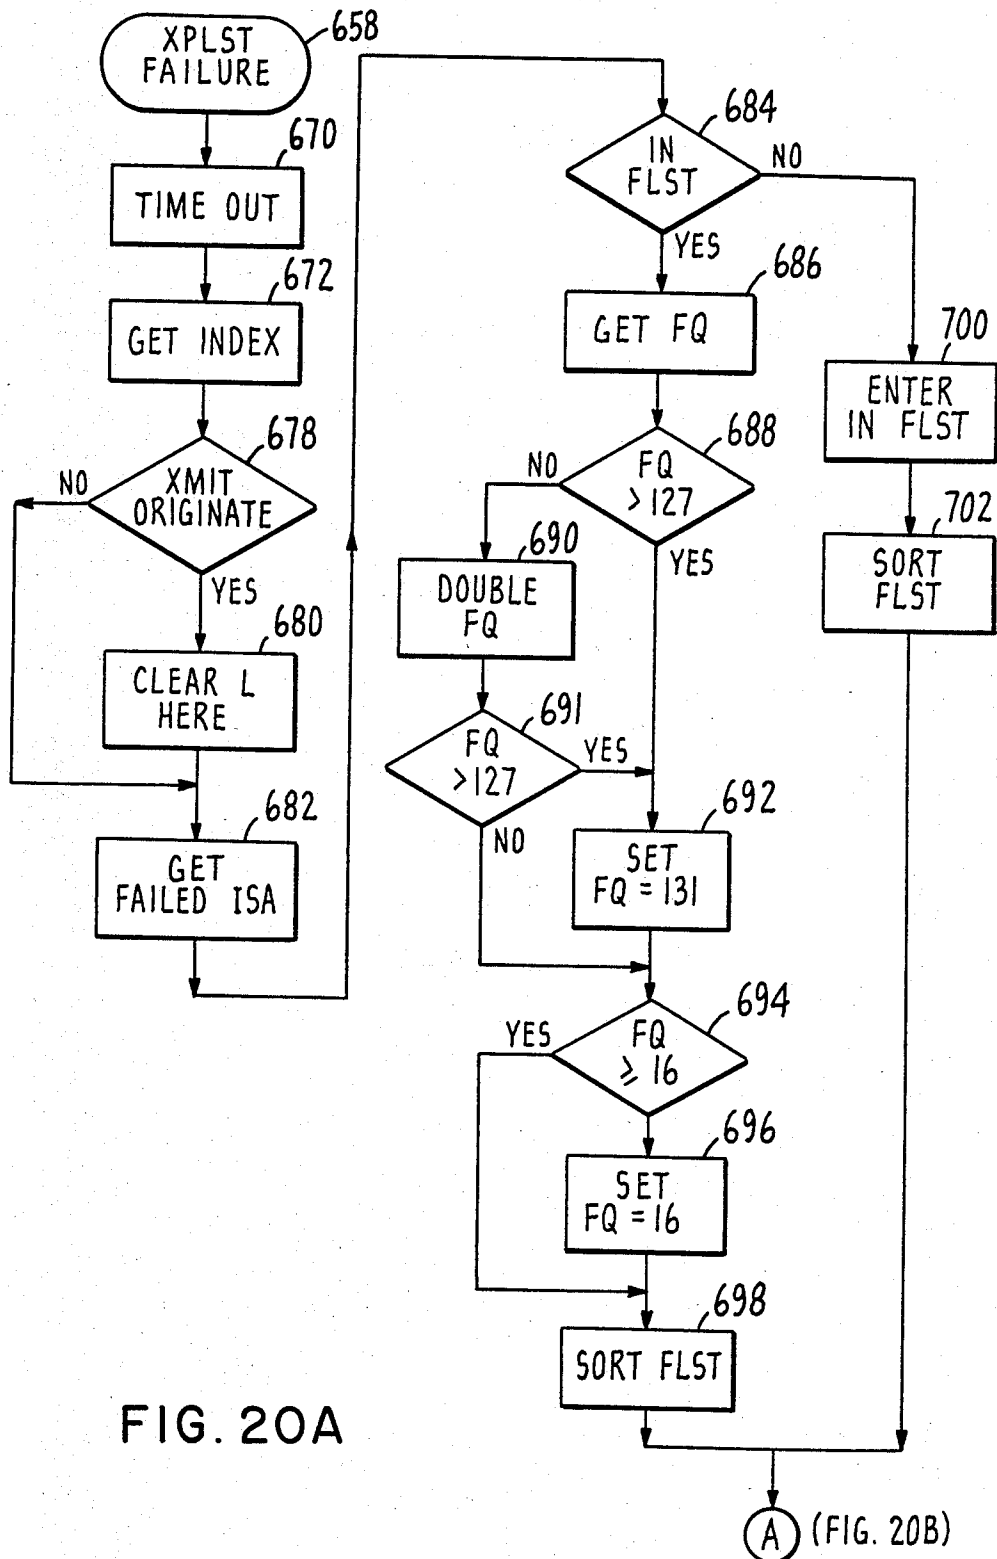 XPLST
FAILURE
658
670
TIME OUT
672
GET INDEX
678
NO
XMIT
ORIGINATE
YES
680
CLEAR L
HERE
682
GET
FAILED ISA
684
IN
FLST
NO
YES
686
GET FQ
688
NO
FQ
> 127
YES
690
DOUBLE
FQ
691
FQ
> 127
YES
NO
692
SET
FQ = 131
694
YES
FQ
≥ 16
696
SET
FQ = 16
698
SORT FLST
700
ENTER
IN FLST
702
SORT
FLST
A (FIG. 20B)
FIG. 20A